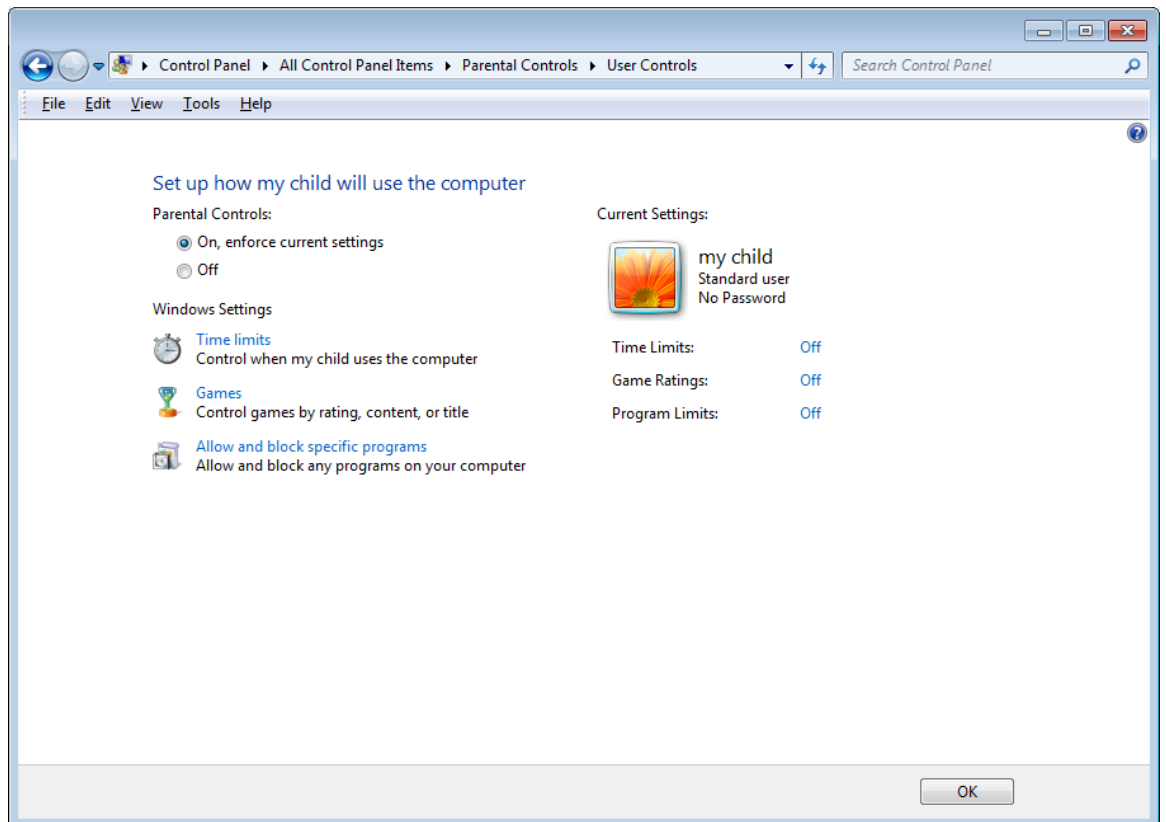 Control Panel All Control Panel Items Parental Controls User Controls
Search Control Panel
File Edit View Tools Help
Set up how my child will use the computer
Parental Controls:
On, enforce current settings
Off
Windows Settings
Time limits
Control when my child uses the computer
Games
Control games by rating, content, or title
Allow and block specific programs
Allow and block any programs on your computer
Current Settings:
my child
Standard user
No Password
Time Limits: Off
Game Ratings: Off
Program Limits: Off
OK